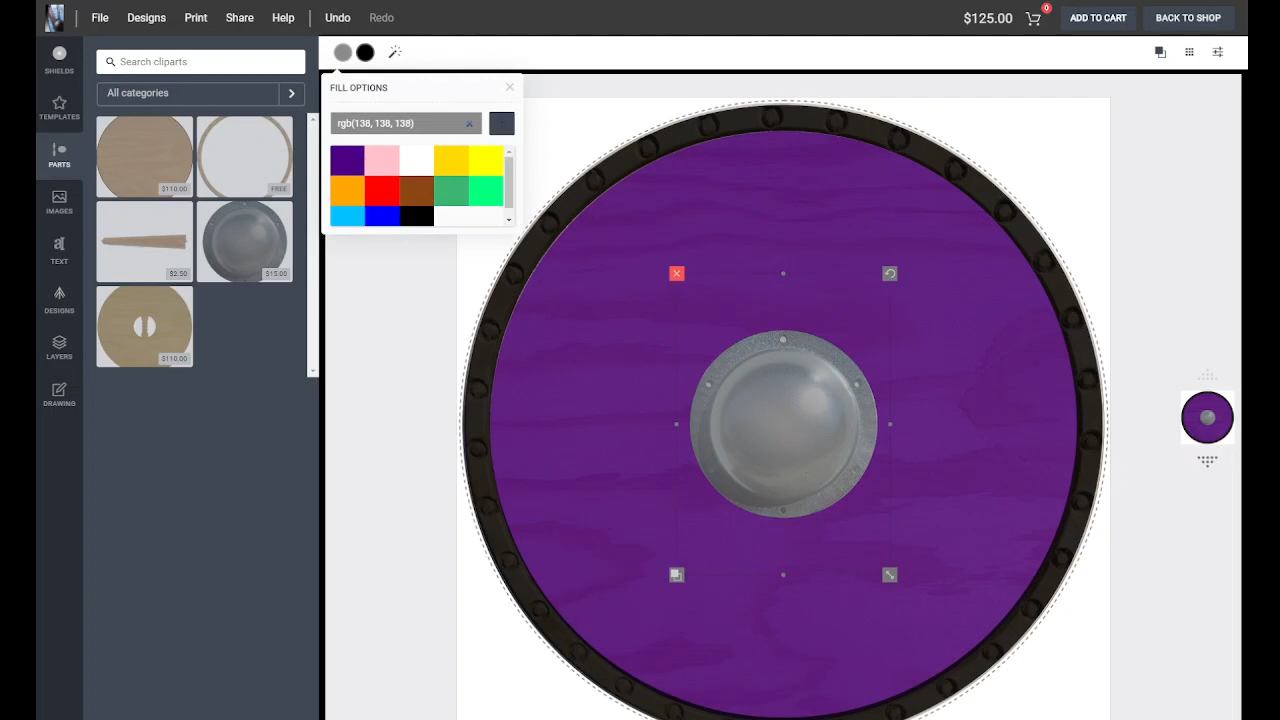 File Designs Print Share Help Undo Redo $125.00 0 ADD TO CART BACK TO SHOP
SHIELDS
TEMPLATES
PARTS
IMAGES
TEXT
DESIGNS
LAYERS
DRAWING
Search cliparts
All categories
$110.00
FREE
$2.50
$15.00
$110.00
FILL OPTIONS
rgb(138, 138, 138)